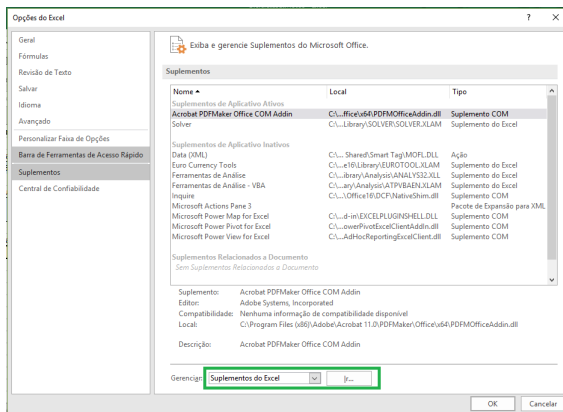 Opções do Excel
? ×
Geral
Fórmulas
Revisão de Texto
Salvar
Idioma
Avançado
Personalizar Faixa de Opções
Barra de Ferramentas de Acesso Rápido
Suplementos
Central de Confiabilidade
Exiba e gerencie Suplementos do Microsoft Office.
Suplementos
Nome Local Tipo
Suplementos de Aplicativo Ativos
Acrobat PDFMaker Office COM Addin C:\...ffice\x64\PDFMOfficeAddin.dll Suplemento COM
Solver C:\...Library\SOLVER\SOLVER.XLAM Suplemento do Excel
Suplementos de Aplicativo Inativos
Data (XML) C:\... Shared\Smart Tag\MOFL.DLL Ação
Euro Currency Tools C:\...e16\Library\EUROTOOL.XLAM Suplemento do Excel
Ferramentas de Análise C:\...ibrary\Analysis\ANALYS32.XLL Suplemento do Excel
Ferramentas de Análise - VBA C:\...ary\Analysis\ATPVBAEN.XLAM Suplemento do Excel
Inquire C:\...\Office16\DCF\NativeShim.dll Suplemento COM
Microsoft Actions Pane 3 Pacote de Expansão para XML
Microsoft Power Map for Excel C:\...d-in\EXCELPLUGINSHELL.DLL Suplemento COM
Microsoft Power Pivot for Excel C:\...owerPivotExcelClientAddIn.dll Suplemento COM
Microsoft Power View for Excel C:\...AdHocReportingExcelClient.dll Suplemento COM
Suplementos Relacionados a Documento
Sem Suplementos Relacionados a Documento
Suplemento: Acrobat PDFMaker Office COM Addin
Editor: Adobe Systems, Incorporated
Compatibilidade: Nenhuma informação de compatibilidade disponível
Local: C:\Program Files (x86)\Adobe\Acrobat 11.0\PDFMaker\Office\x64\PDFMOfficeAddin.dll
Descrição: Acrobat PDFMaker Office COM Addin
Gerenciar: Suplementos do Excel Ir...
OK Cancelar